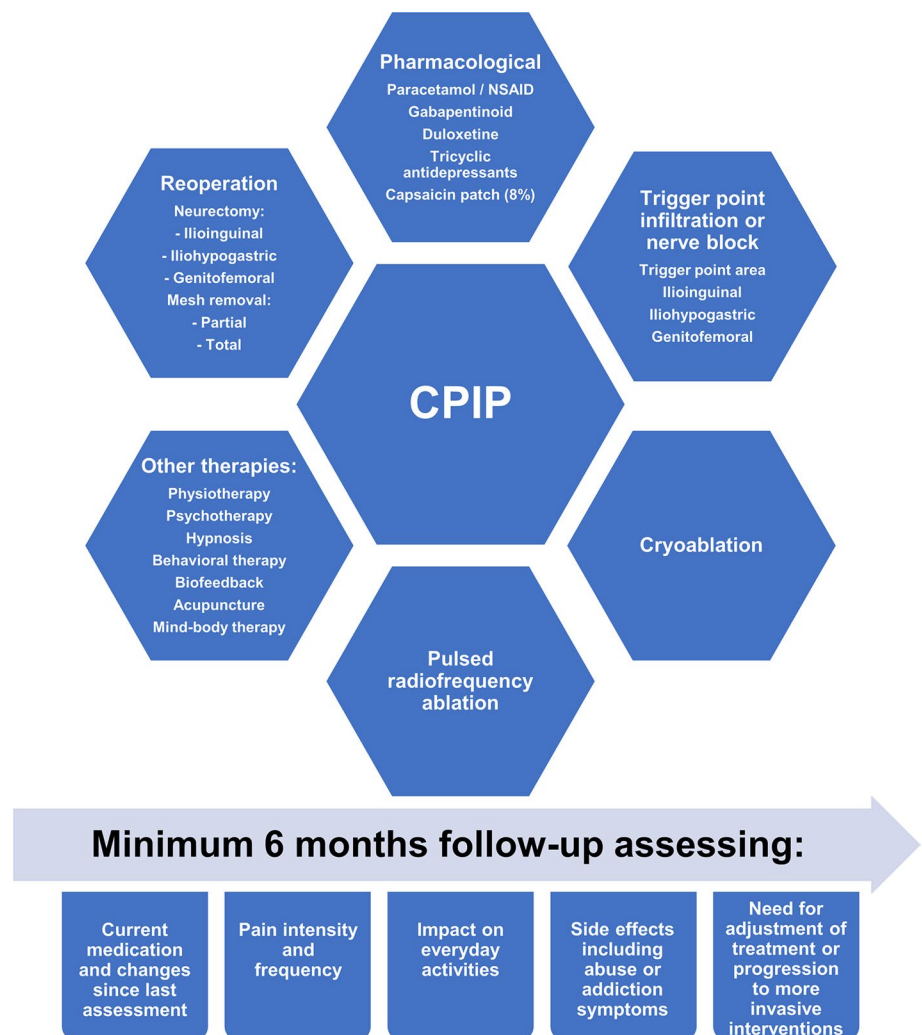 Pharmacological
Paracetamol / NSAID
Gabapentinoid
Duloxetine
Tricyclic
antidepressants
Capsaicin patch (8%)
Reoperation
Neurectomy:
- Ilioinguinal
- Iliohypogastric
- Genitofemoral
Mesh removal:
- Partial
- Total
Trigger point
infiltration or
nerve block
Trigger point area
Ilioinguinal
Iliohypogastric
Genitofemoral
CPIP
Other therapies:
Physiotherapy
Psychotherapy
Hypnosis
Behavioral therapy
Biofeedback
Acupuncture
Mind-body therapy
Cryoablation
Pulsed
radiofrequency
ablation
Minimum 6 months follow-up assessing:
Current
medication
and changes
since last
assessment
Pain intensity
and
frequency
Impact on
everyday
activities
Side effects
including
abuse or
addiction
symptoms
Need for
adjustment of
treatment or
progression
to more
invasive
interventions